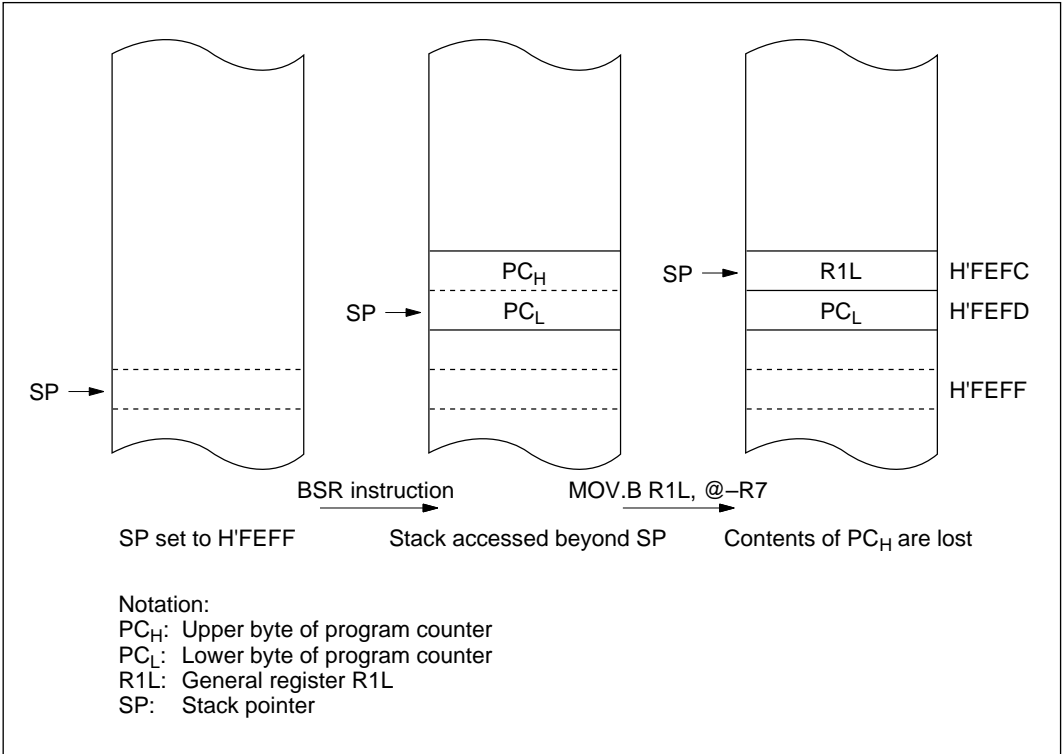 PCH
SP
R1L
H'FEFC
SP
PCL
PCL
H'FEFD
SP
H'FEFF
BSR instruction
MOV.B R1L, @–R7
SP set to H'FEFF
Stack accessed beyond SP
Contents of PCH are lost
Notation:
PCH: Upper byte of program counter
PCL: Lower byte of program counter
R1L: General register R1L
SP: Stack pointer